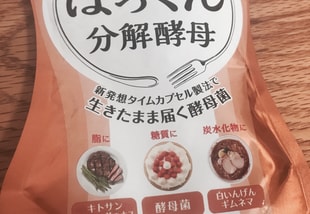 ぱっくん
分解酵母
新発想タイムカプセル製法で
生きたまま届く酵母菌
脂に
糖質に
炭水化物に
キトサン
酵母菌
白いんげん
ギムネマ